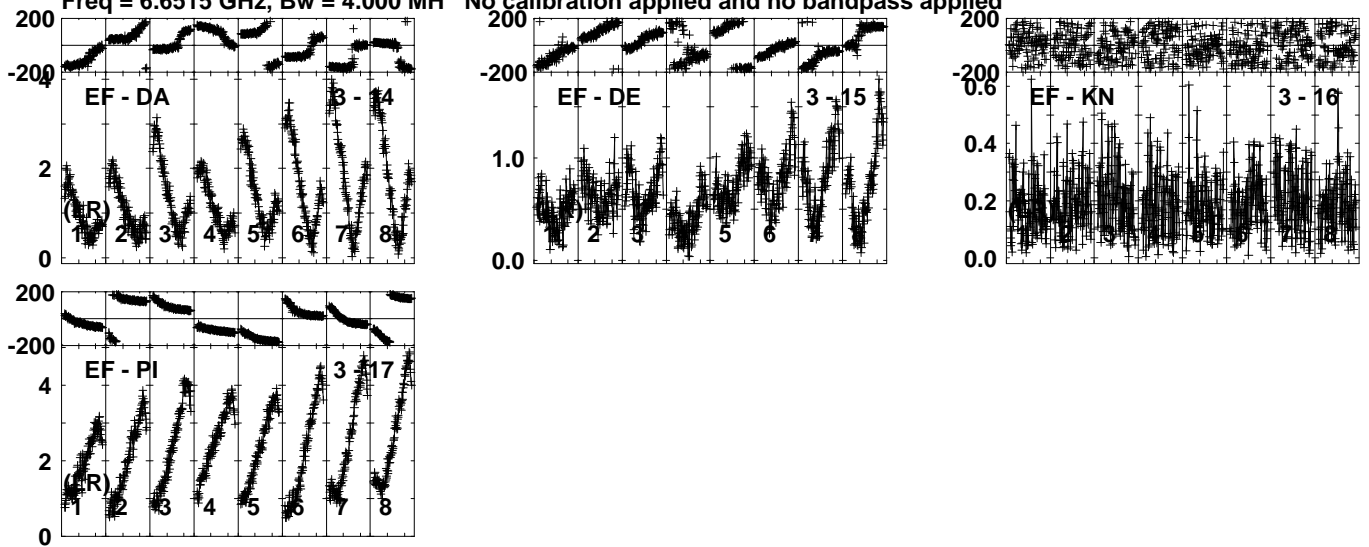 Freq = 6.6515 GHz, Bw = 4.000 MH No calibration applied and no bandpass applied
200
-200
4
2
0
EF - DA 3 - 14
(LR)
1 2 3 4 5 6 7 8
200
-200
1.0
0.0
EF - DE 3 - 15
2 3 5 6
200
-200
0.6
0.4
0.2
0.0
EF - KN 3 - 16
200
-200
4
2
0
EF - PI 3 - 17
(LR)
1 2 3 4 5 6 7 8